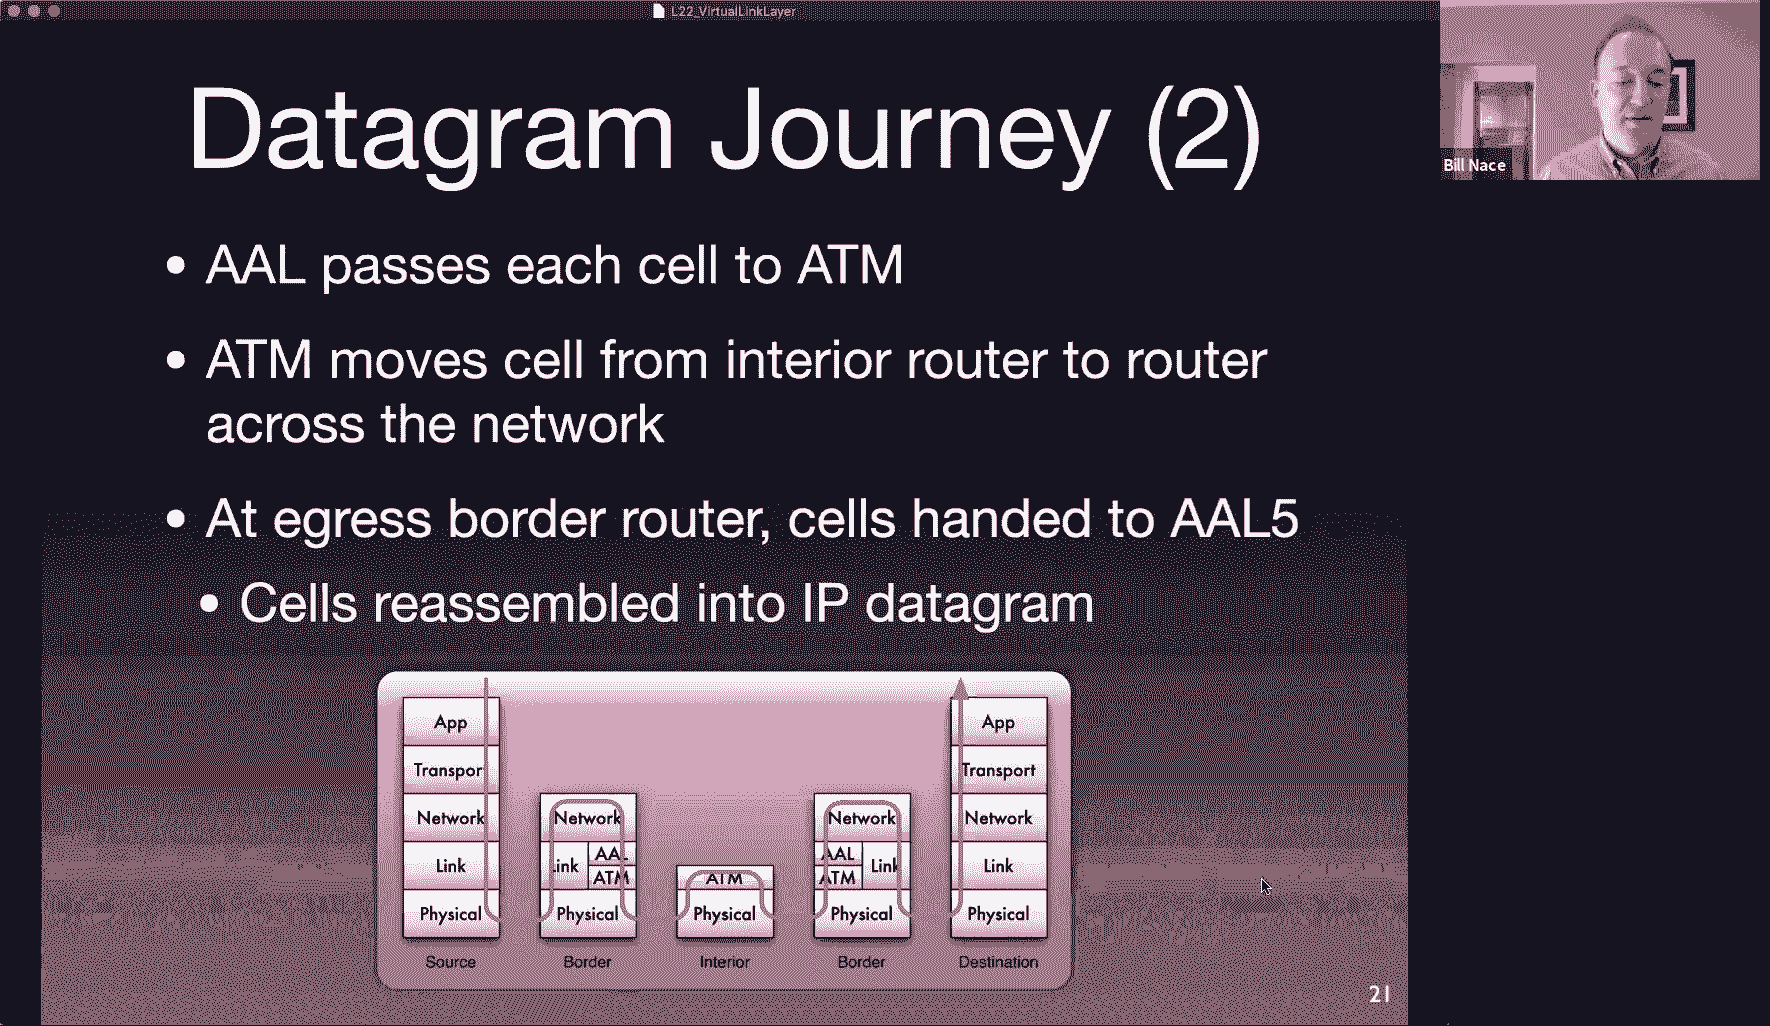 L22_VirtualLinkLayer
Datagram Journey (2)
Bill Nace
• AAL passes each cell to ATM
• ATM moves cell from interior router to router
across the network
• At egress border router, cells handed to AAL5
• Cells reassembled into IP datagram
App
Transpor
Network
Link
Physical
Source
Network
Link
AAL
ATM
Physical
Border
ATM
Physical
Interior
Network
AAL
ATM
Link
Physical
Border
App
Transport
Network
Link
Physical
Destination
21